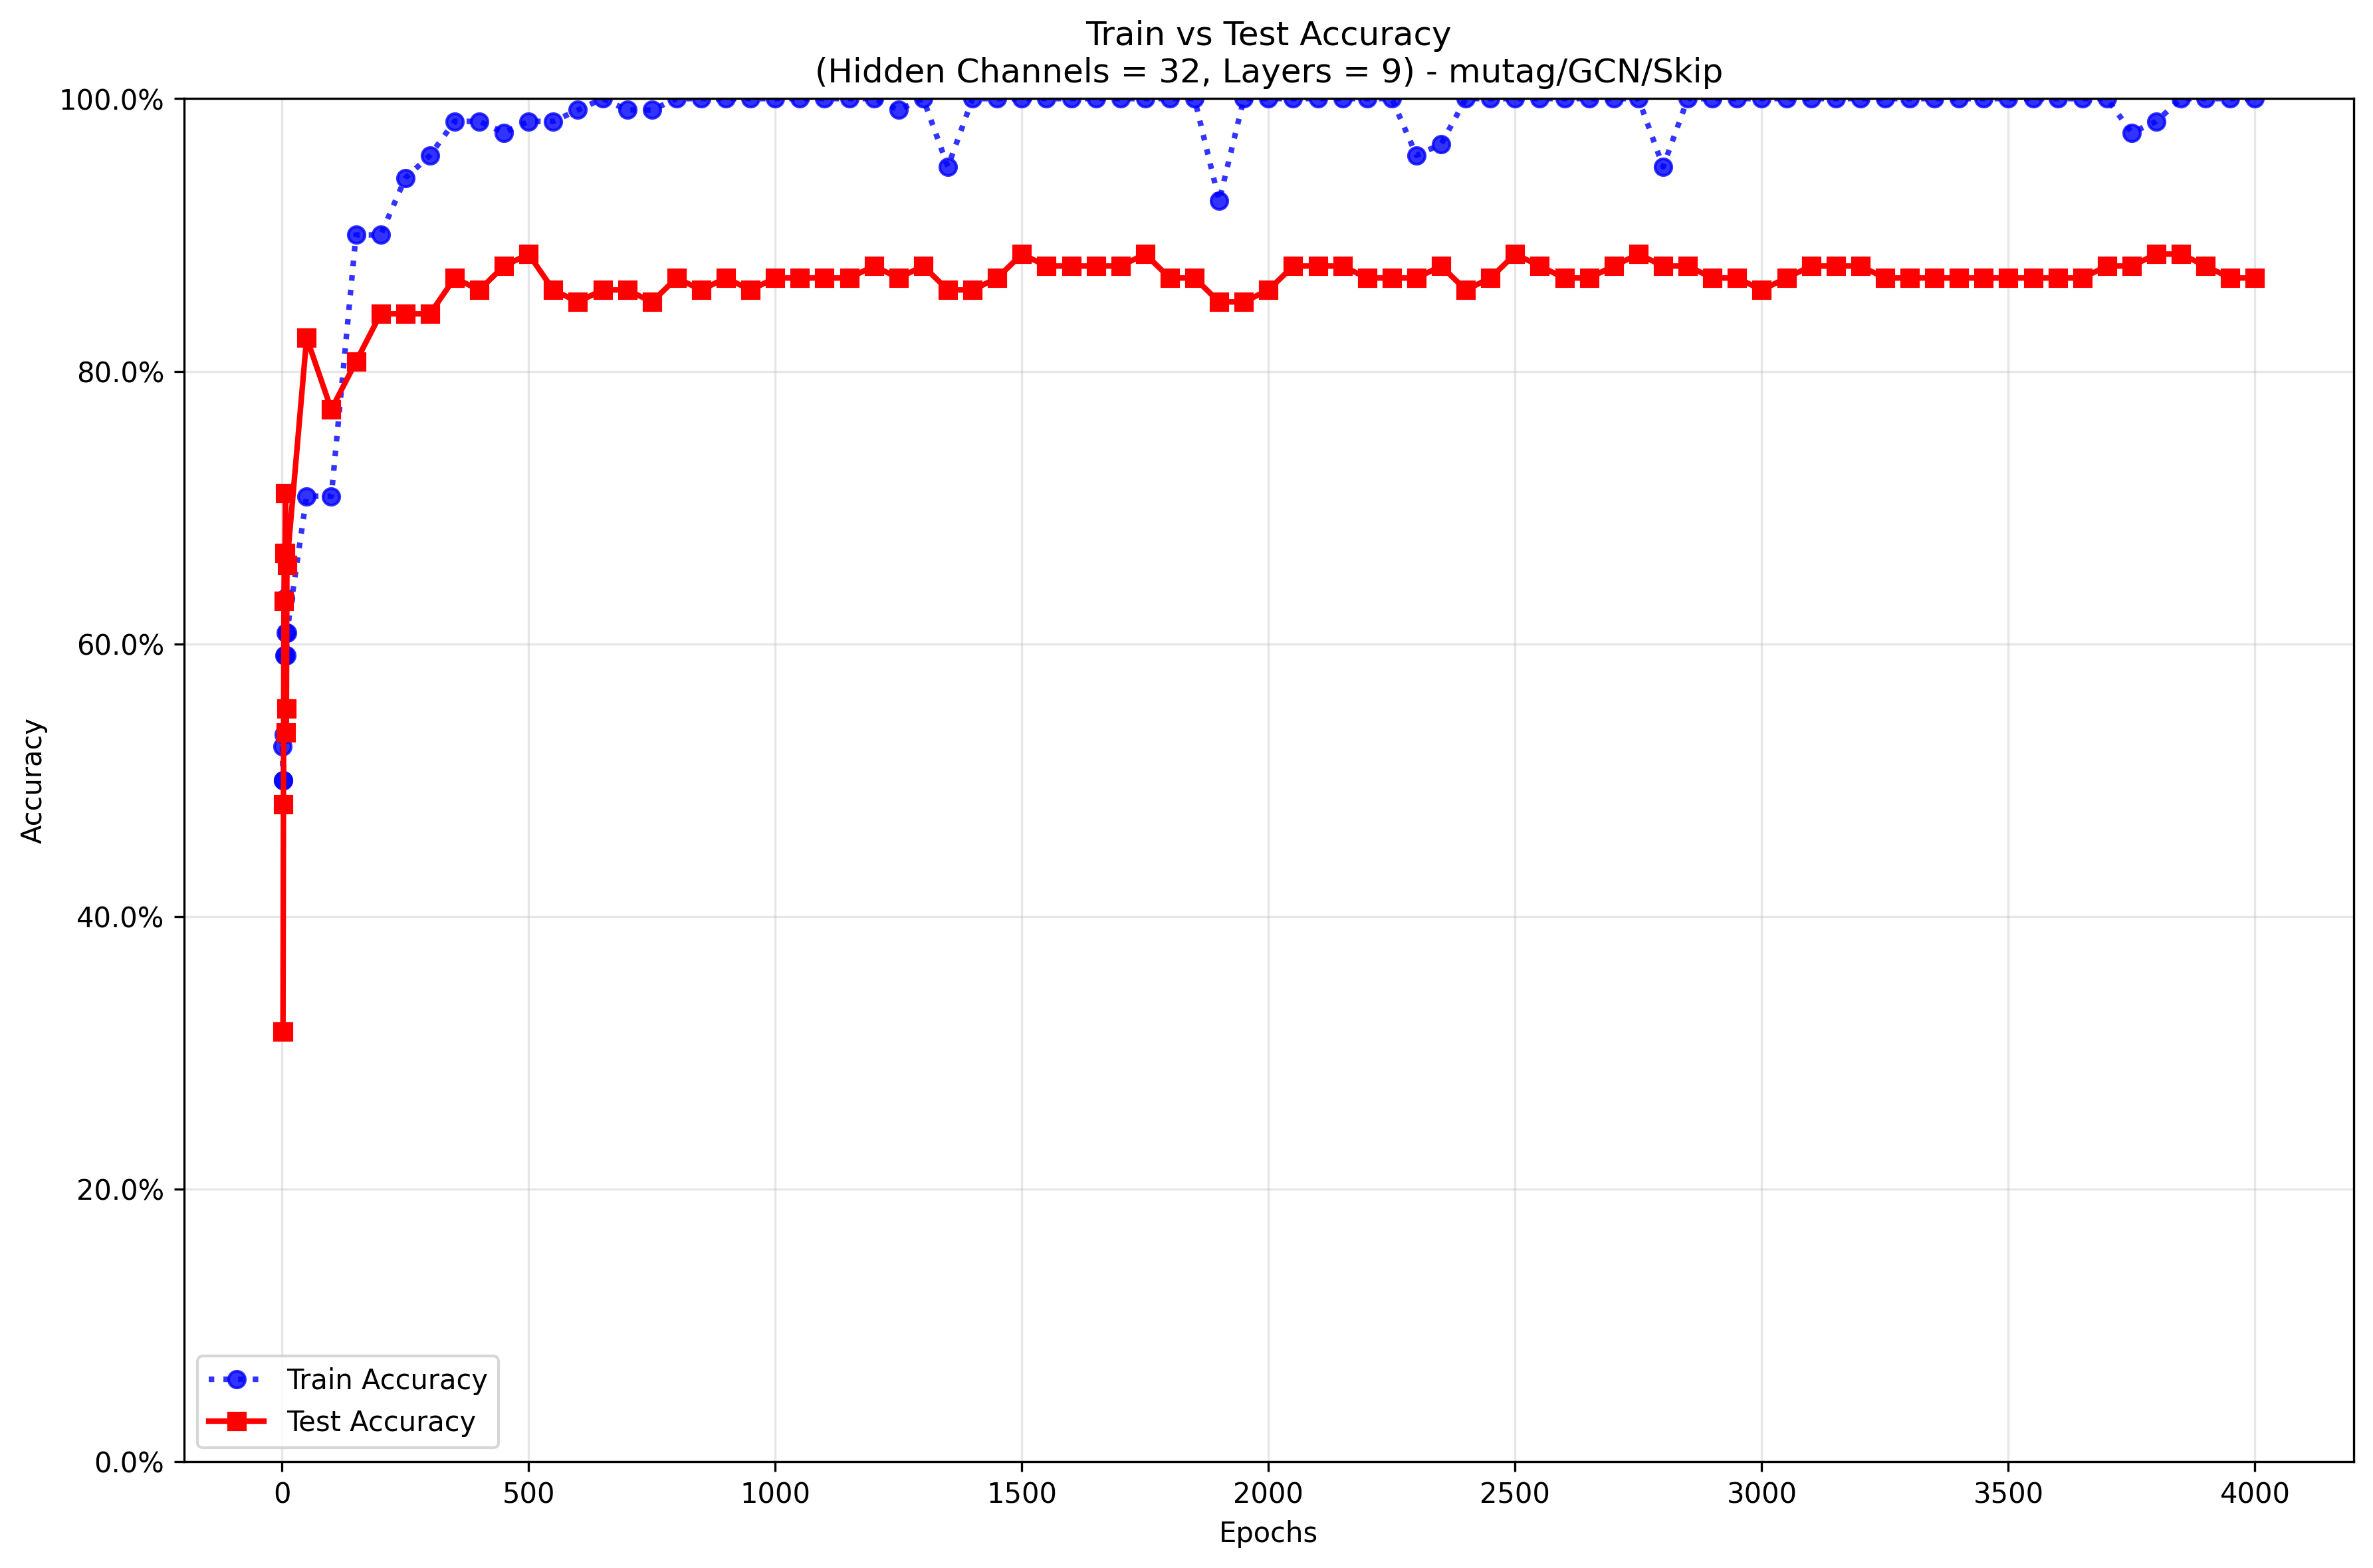 Train vs Test Accuracy
(Hidden Channels = 32, Layers = 9) - mutag/GCN/Skip
100.0%
80.0%
60.0%
40.0%
20.0%
0.0%
Accuracy
Train Accuracy
Test Accuracy
0 500 1000 1500 2000 2500 3000 3500 4000
Epochs